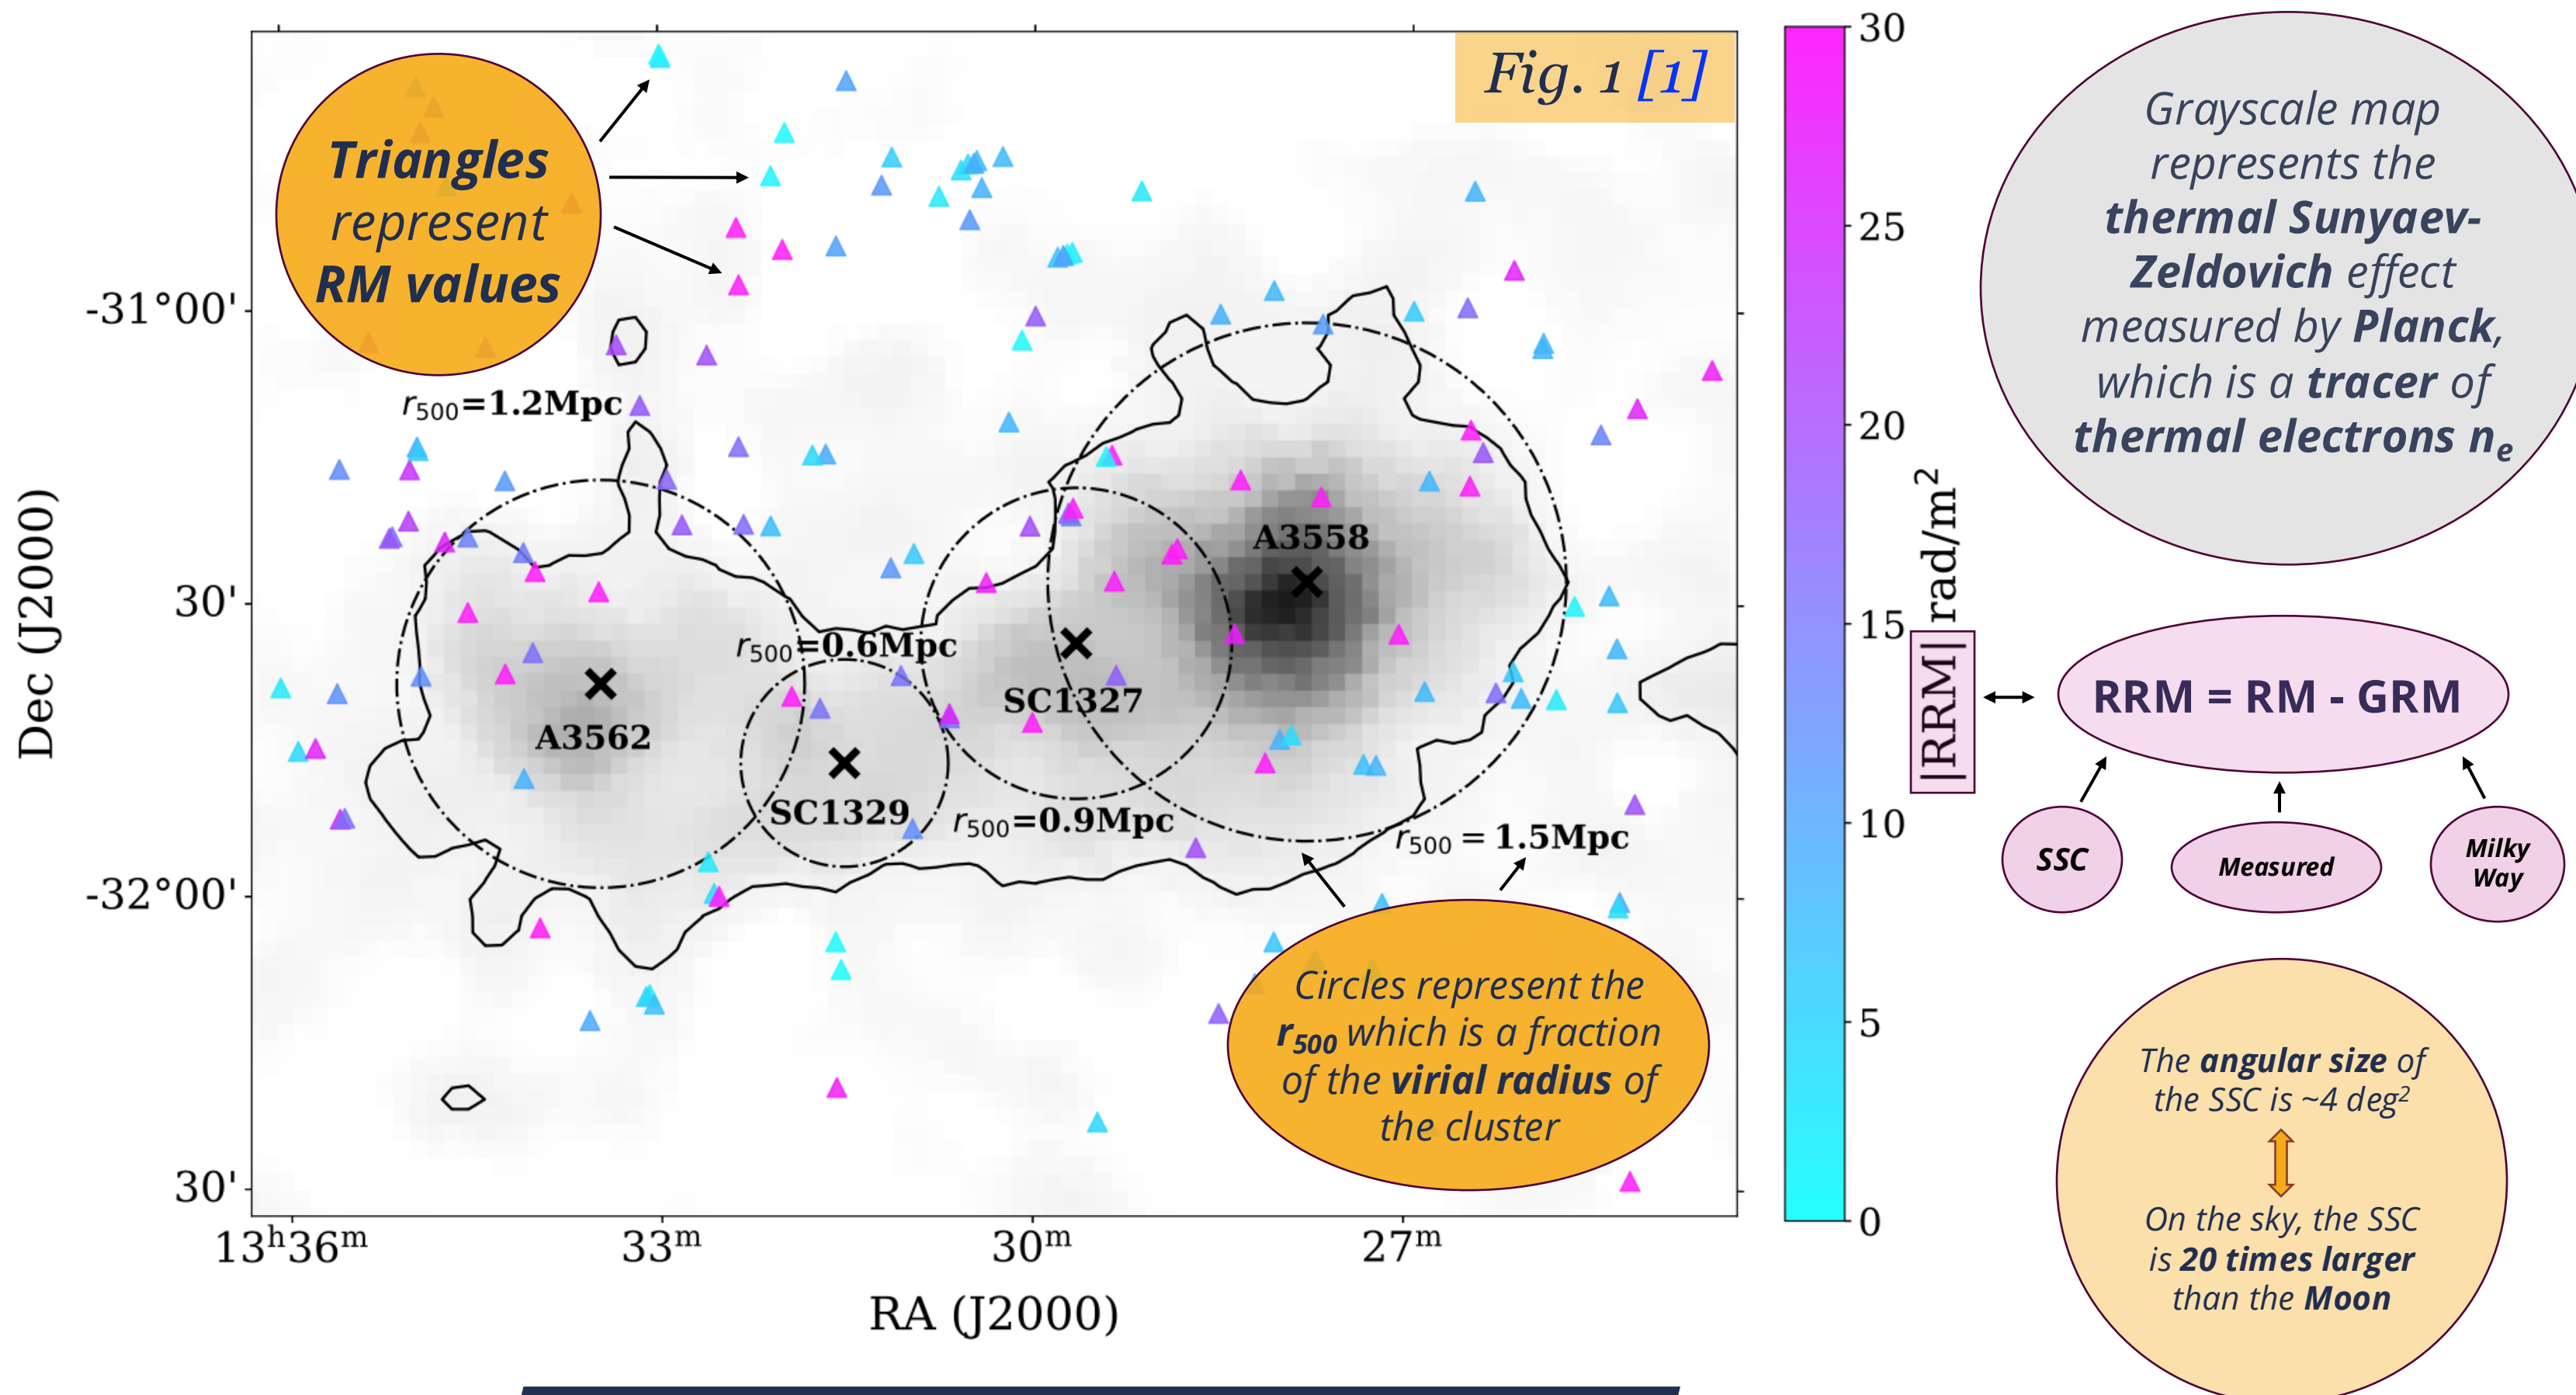 Fig. 1 [1]
Triangles
represent
RM values
-31°00'
30'
-32°00'
30'
Dec (J2000)
13ʰ36ᵐ
33ᵐ
30ᵐ
27ᵐ
RA (J2000)
r₅₀₀=1.2Mpc
A3562
r₅₀₀=0.6Mpc
SC1329
SC1327
r₅₀₀=0.9Mpc
A3558
r₅₀₀ = 1.5Mpc
Circles represent the
r₅₀₀ which is a fraction
of the virial radius of
the cluster
30
25
20
15
10
5
0
|RRM| rad/m²
Grayscale map
represents the
thermal Sunyaev-
Zeldovich effect
measured by Planck,
which is a tracer of
thermal electrons nₑ
RRM = RM - GRM
SSC
Measured
Milky
Way
The angular size of
the SSC is ~4 deg²
On the sky, the SSC
is 20 times larger
than the Moon